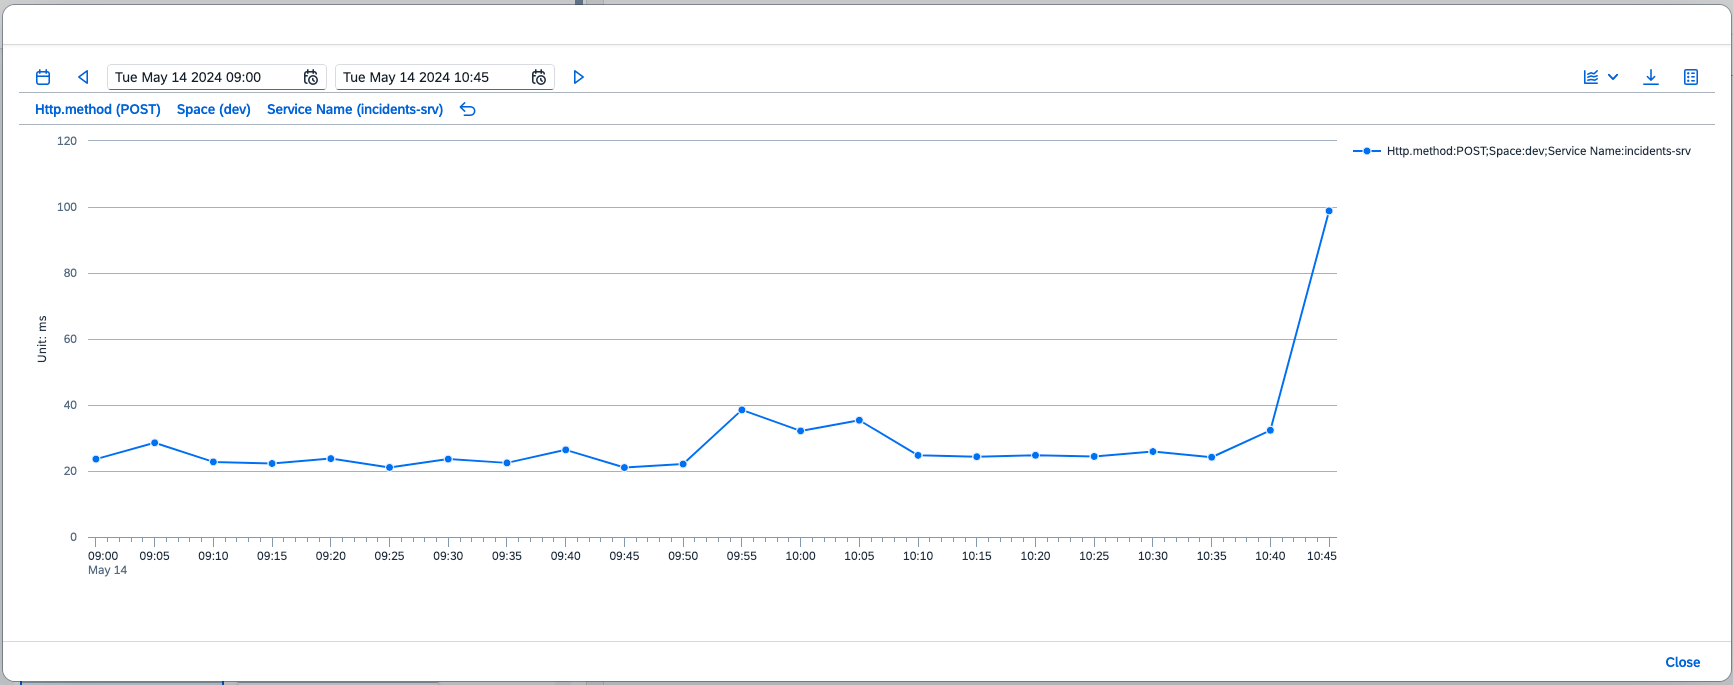 Tue May 14 2024 09:00 Tue May 14 2024 10:45
Http.method (POST) Space (dev) Service Name (incidents-srv)
Http.method:POST;Space:dev;Service Name:incidents-srv
120
100
80
60
40
20
0
Unit: ms
09:00 09:05 09:10 09:15 09:20 09:25 09:30 09:35 09:40 09:45 09:50 09:55 10:00 10:05 10:10 10:15 10:20 10:25 10:30 10:35 10:40 10:45
May 14
Close